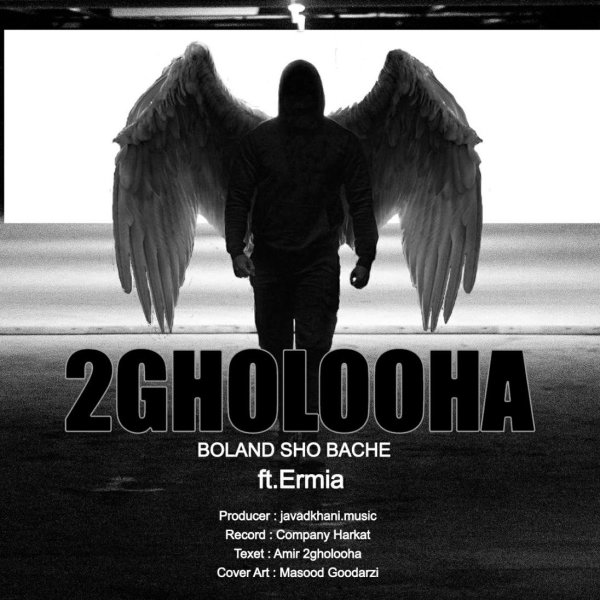 2GHOLOOHA
BOLAND SHO BACHE
ft.Ermia
Producer : javadkhani.music
Record : Company Harkat
Texet : Amir 2gholooha
Cover Art : Masood Goodarzi